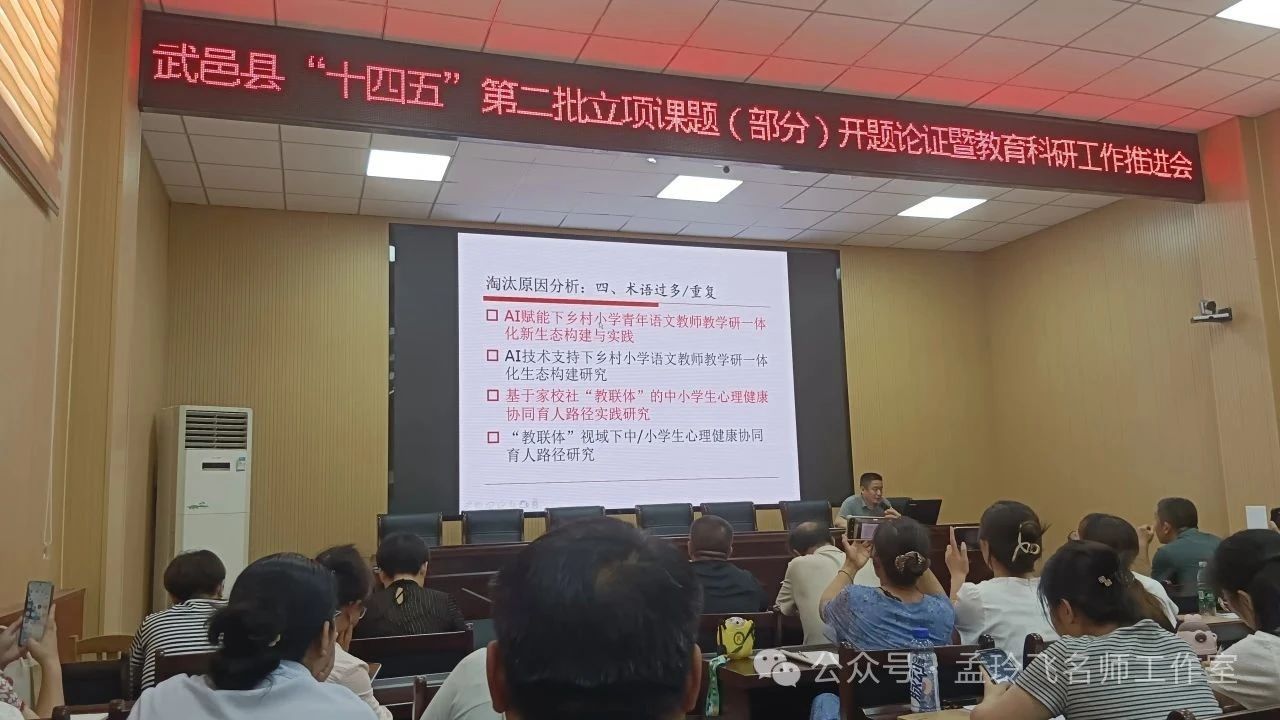 武邑县“十四五”第二批立项课题（部分）开题论证暨教育科研工作推进会
淘汰原因分析：四、术语过多/重复
AI赋能下乡村小学青年语文教师教学研一体
化新生态构建与实践
AI技术支持下乡村小学语文教师教学研一体
化生态构建研究
基于家校社“教联体”的中小学生心理健康
协同育人路径实践研究
“教联体”视域下中/小学生心理健康协同
育人路径研究
公众号·孟玲飞名师工作室